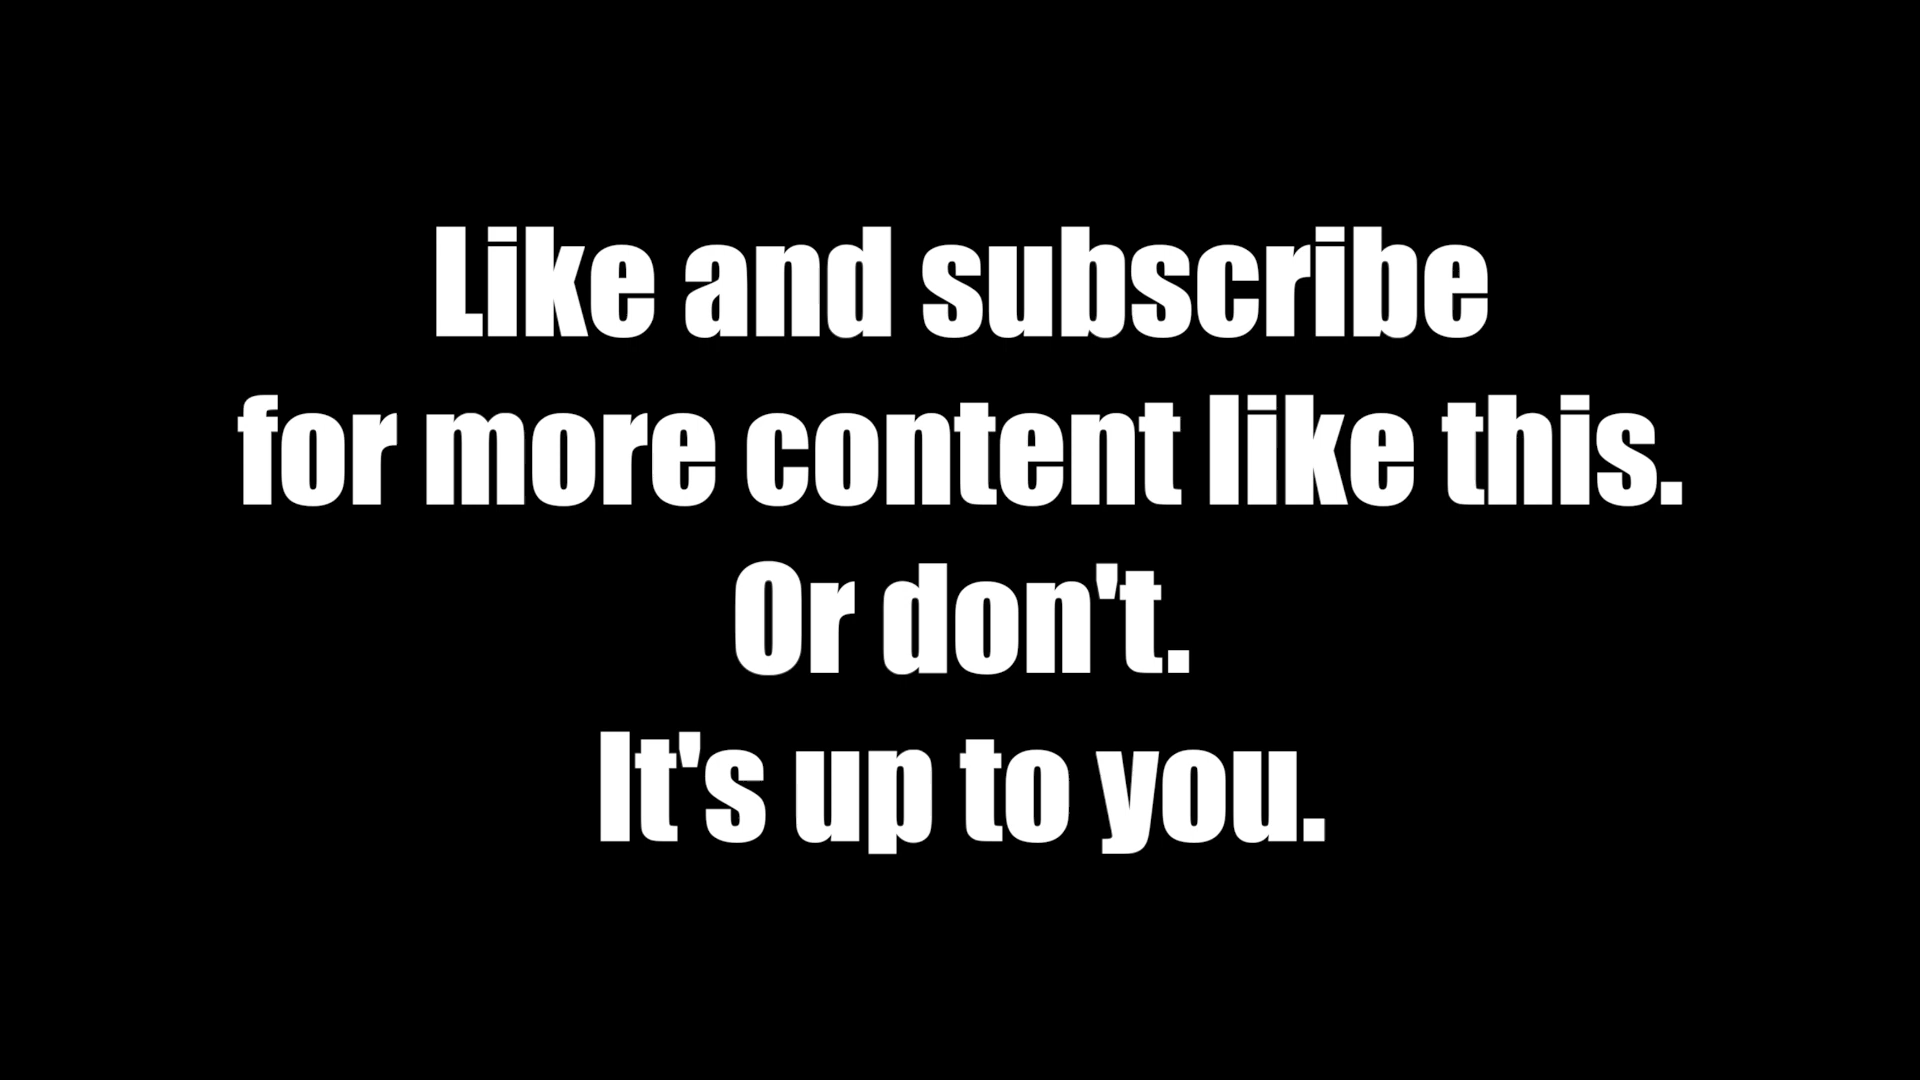 Like and subscribe
for more content like this.
Or don't.
It's up to you.